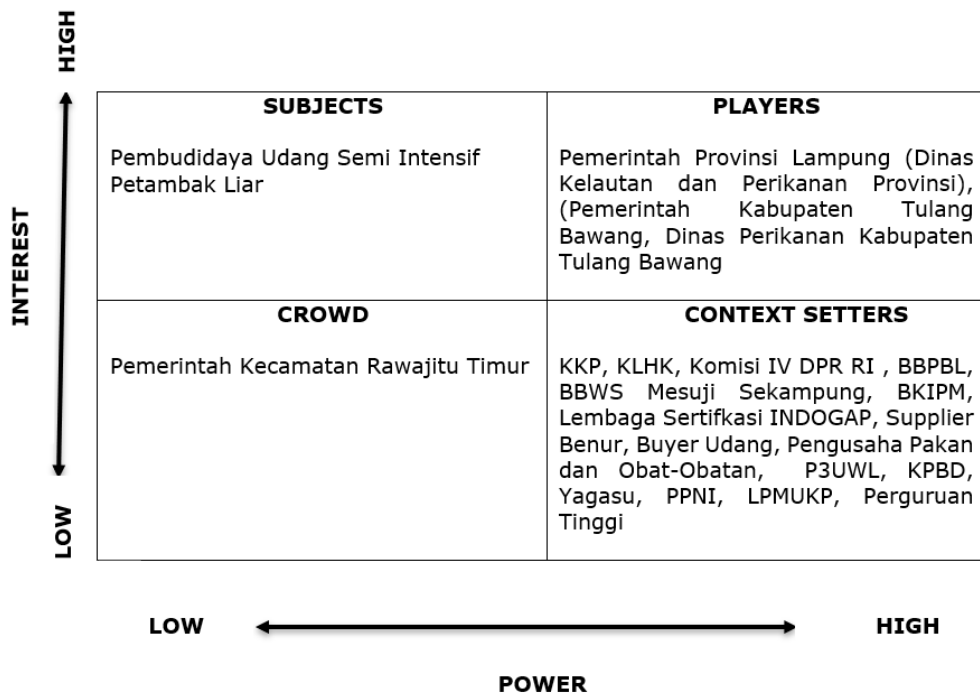 HIGH
INTEREST
LOW
SUBJECTS
Pembudidaya Udang Semi Intensif
Petambak Liar
PLAYERS
Pemerintah Provinsi Lampung (Dinas
Kelautan dan Perikanan Provinsi),
(Pemerintah Kabupaten Tulang
Bawang, Dinas Perikanan Kabupaten
Tulang Bawang
CROWD
Pemerintah Kecamatan Rawajitu Timur
CONTEXT SETTERS
KKP, KLHK, Komisi IV DPR RI , BBPBL,
BBWS Mesuji Sekampung, BKIPM,
Lembaga Sertifkasi INDOGAP, Supplier
Benur, Buyer Udang, Pengusaha Pakan
dan Obat-Obatan, P3UWL, KPBD,
Yagasu, PPNI, LPMUKP, Perguruan
Tinggi
LOW
HIGH
POWER